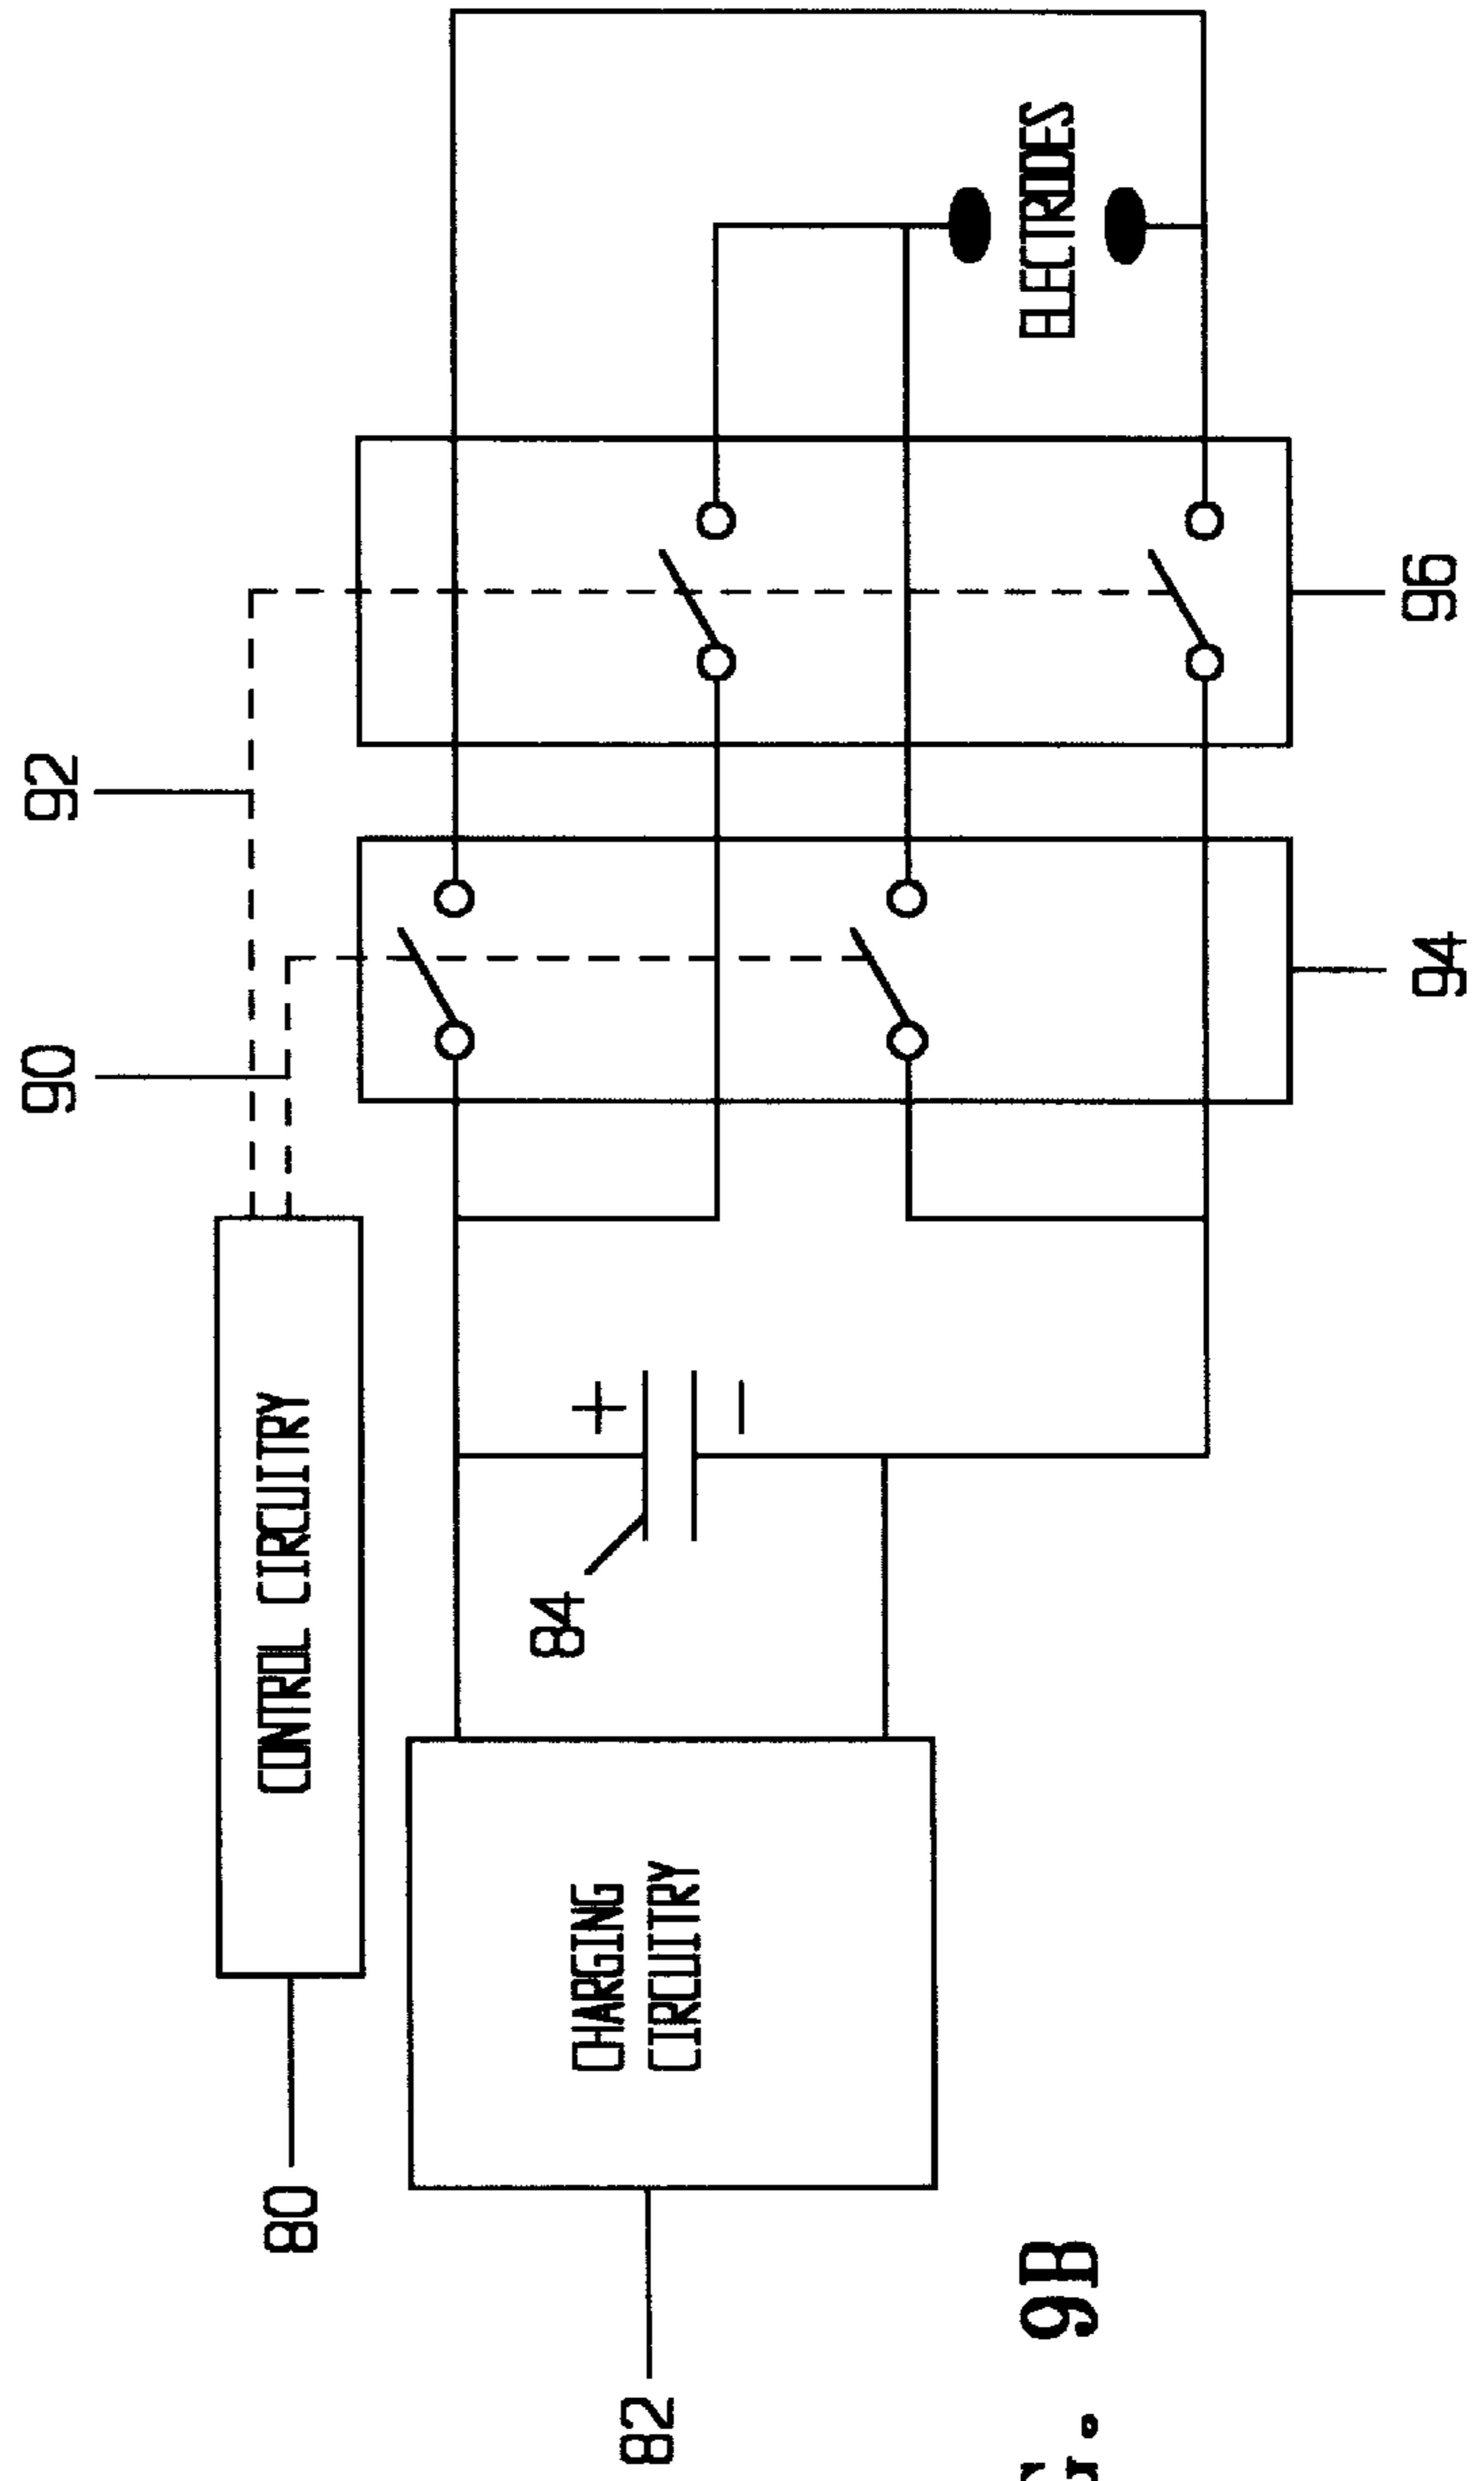 90
92
80
CONTROL CIRCUITRY
84
CHARGING
CIRCUITRY
82
ELECTRODES
9B
94
96